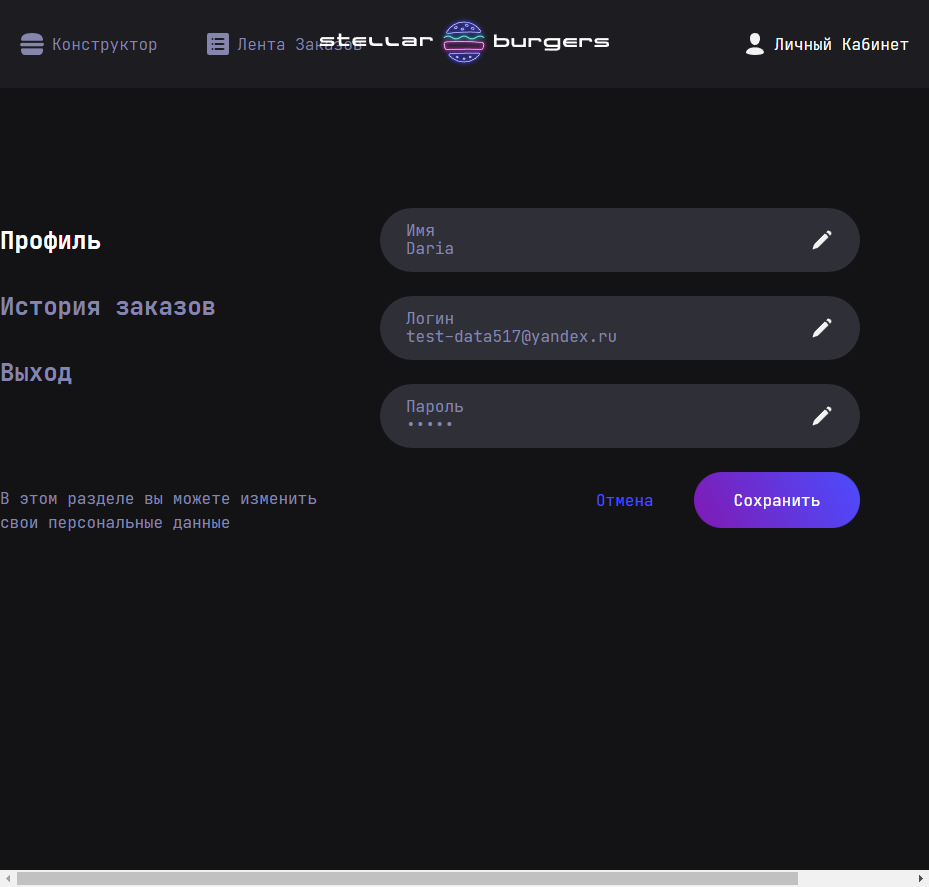 Конструктор
Лента Заказов
stellar burgers
Личный Кабинет
Профиль
История заказов
Выход
Имя
Daria
Логин
test-data517@yandex.ru
Пароль
•••••
В этом разделе вы можете изменить
свои персональные данные
Отмена
Сохранить